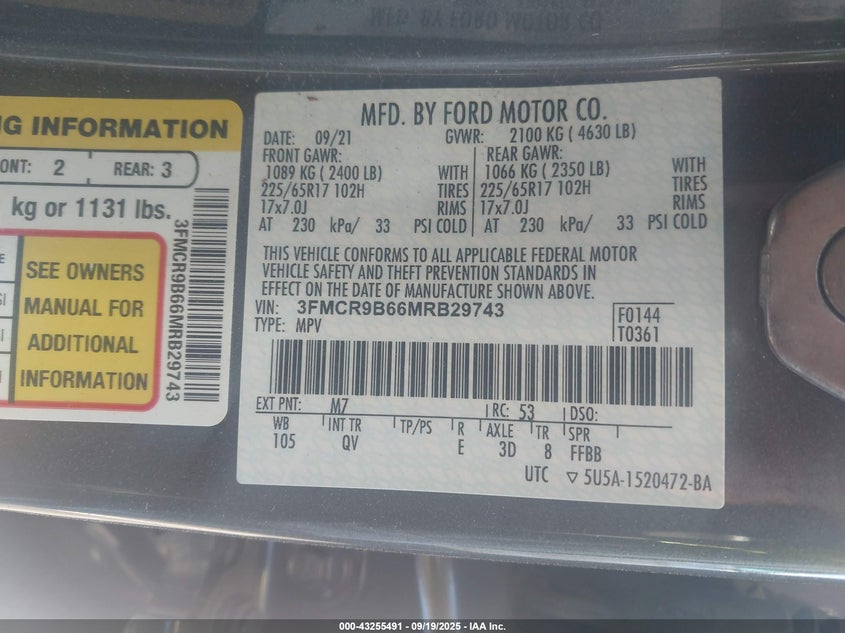 MFD. BY FORD MOTOR CO.
NG INFORMATION
ONT: 2 REAR: 3
kg or 1131 lbs.
SEE OWNERS
MANUAL FOR
ADDITIONAL
INFORMATION
3FMCR9B66MRB29743
MFD. BY FORD MOTOR CO.
DATE: 09/21 GVWR: 2100 KG ( 4630 LB)
FRONT GAWR: REAR GAWR:
1089 KG ( 2400 LB) WITH 1066 KG ( 2350 LB) WITH
225/65R17 102H TIRES 225/65R17 102H TIRES
17x7.0J RIMS 17x7.0J RIMS
AT 230 kPa/ 33 PSI COLD AT 230 kPa/ 33 PSI COLD
THIS VEHICLE CONFORMS TO ALL APPLICABLE FEDERAL MOTOR
VEHICLE SAFETY AND THEFT PREVENTION STANDARDS IN
EFFECT ON THE DATE OF MANUFACTURE SHOWN ABOVE.
VIN: 3FMCR9B66MRB29743 F0144
TYPE: MPV T0361
EXT PNT: M7 RC: 53 DSO:
WB INT TR TP/PS R AXLE TR SPR
105 QV E 3D 8 FFBB
UTC ▽ 5U5A-1520472-BA
000-43255491 - 09/19/2025 - IAA Inc.